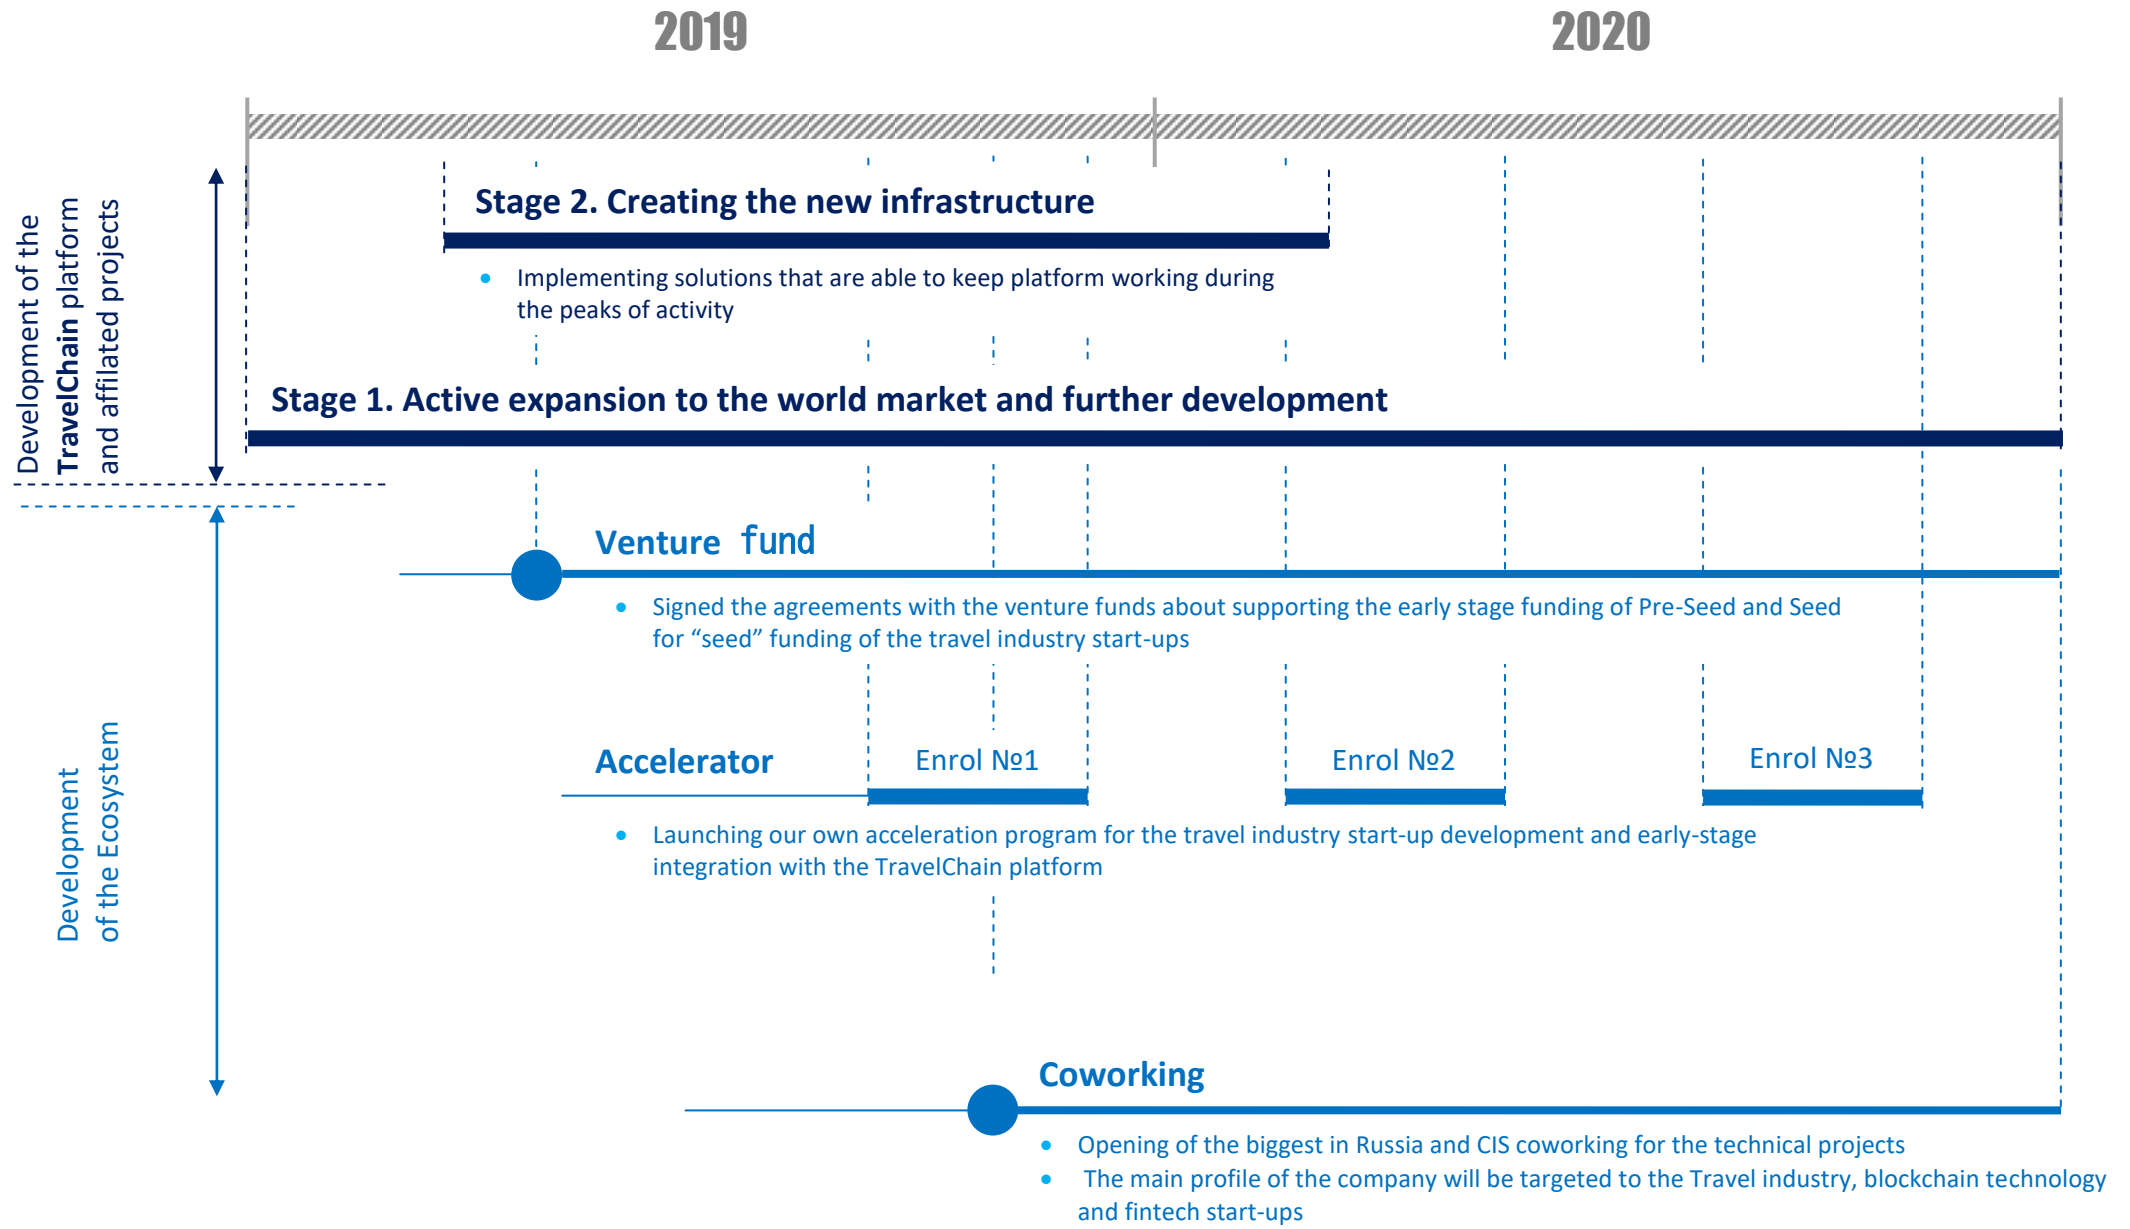 2019
2020
Development of the
TravelChain platform
and affilated projects
Stage 2. Creating the new infrastructure
• Implementing solutions that are able to keep platform working during
the peaks of activity
Stage 1. Active expansion to the world market and further development
Development
of the Ecosystem
Venture fund
• Signed the agreements with the venture funds about supporting the early stage funding of Pre-Seed and Seed
for “seed” funding of the travel industry start-ups
Accelerator
Enrol №1
Enrol №2
Enrol №3
• Launching our own acceleration program for the travel industry start-up development and early-stage
integration with the TravelChain platform
Coworking
• Opening of the biggest in Russia and CIS coworking for the technical projects
• The main profile of the company will be targeted to the Travel industry, blockchain technology
and fintech start-ups